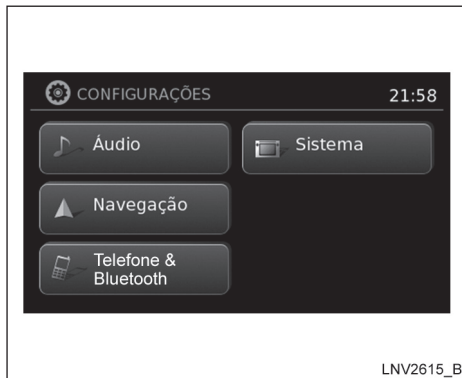 CONFIGURAÇÕES 21:58
Áudio
Sistema
Navegação
Telefone &
Bluetooth
LNV2615_B